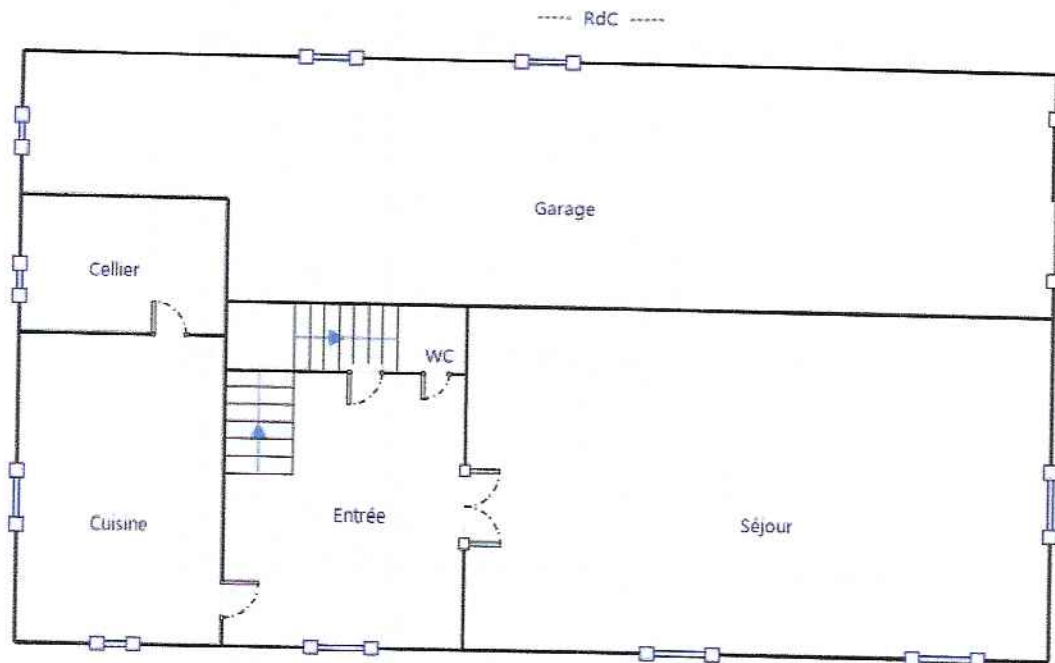 ----- RdC -----
Garage
Cellier
WC
Cuisine
Entrée
Séjour